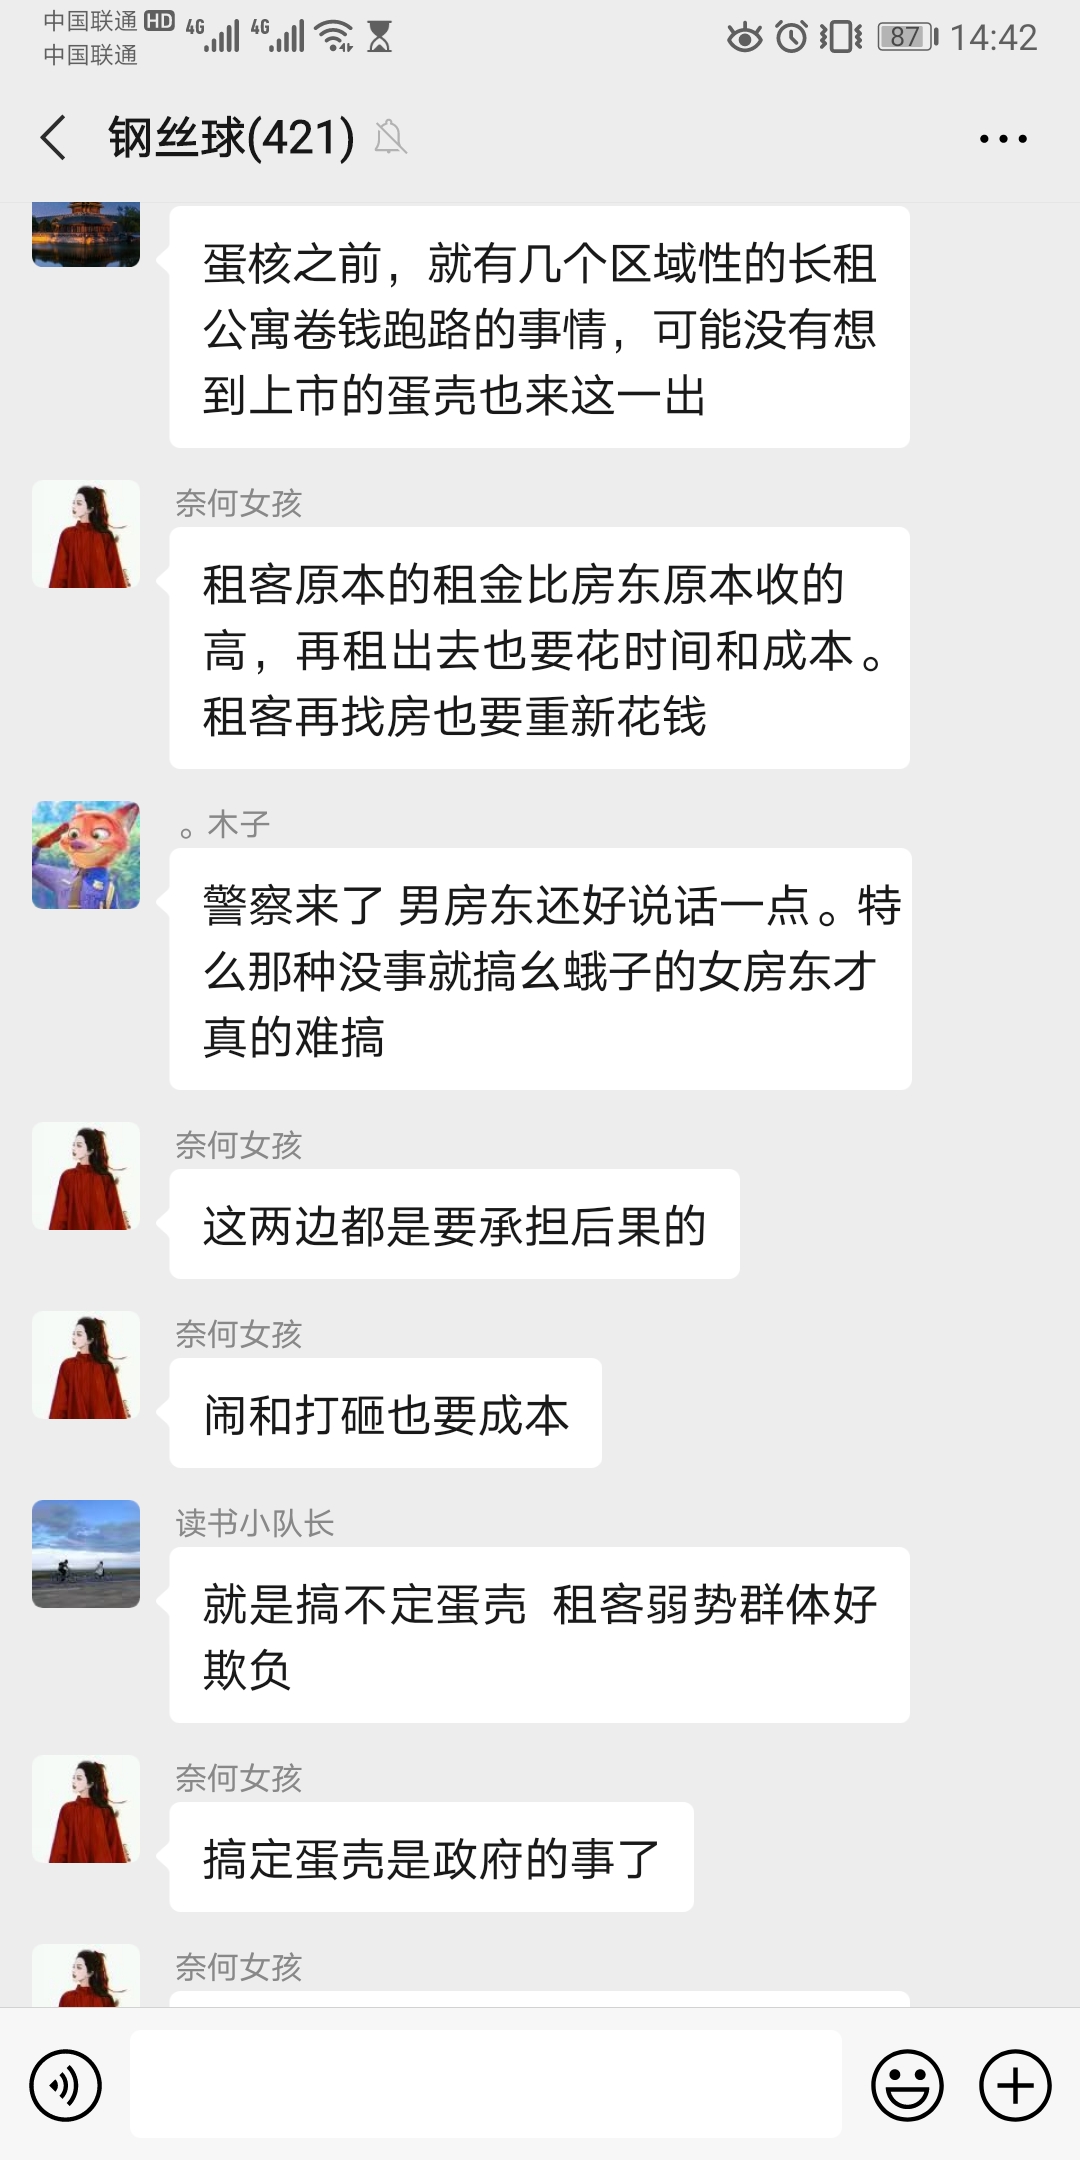 中国联通 HD 4G 4G 87 14:42
中国联通
钢丝球(421)
蛋核之前，就有几个区域性的长租
公寓卷钱跑路的事情，可能没有想
到上市的蛋壳也来这一出
奈何女孩
租客原本的租金比房东原本收的
高，再租出去也要花时间和成本。
租客再找房也要重新花钱
。木子
警察来了 男房东还好说话一点。特
么那种没事就搞幺蛾子的女房东才
真的难搞
奈何女孩
这两边都是要承担后果的
奈何女孩
闹和打砸也要成本
读书小队长
就是搞不定蛋壳 租客弱势群体好
欺负
奈何女孩
搞定蛋壳是政府的事了
奈何女孩